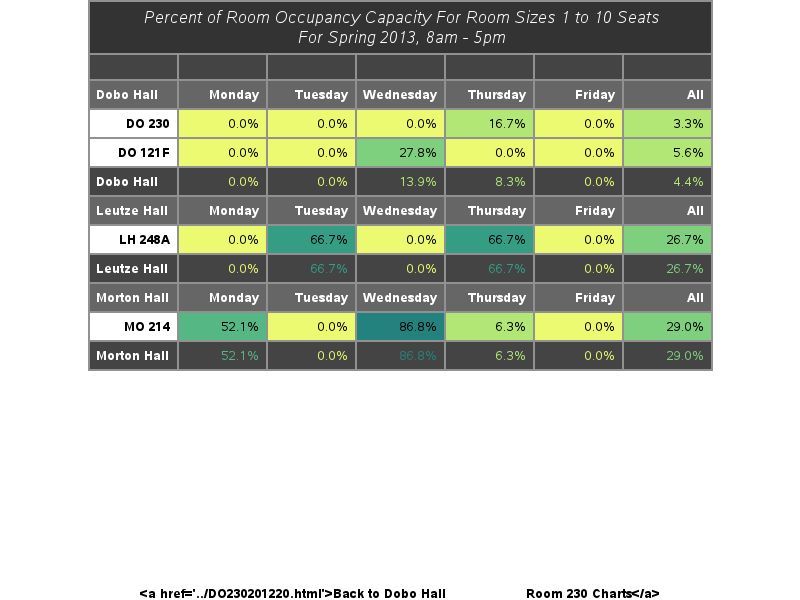 Percent of Room Occupancy Capacity For Room Sizes 1 to 10 Seats
For Spring 2013, 8am - 5pm
Dobo Hall Monday Tuesday Wednesday Thursday Friday All
DO 230 0.0% 0.0% 0.0% 16.7% 0.0% 3.3%
DO 121F 0.0% 0.0% 27.8% 0.0% 0.0% 5.6%
Dobo Hall 0.0% 0.0% 13.9% 8.3% 0.0% 4.4%
Leutze Hall Monday Tuesday Wednesday Thursday Friday All
LH 248A 0.0% 66.7% 0.0% 66.7% 0.0% 26.7%
Leutze Hall 0.0% 66.7% 0.0% 66.7% 0.0% 26.7%
Morton Hall Monday Tuesday Wednesday Thursday Friday All
MO 214 52.1% 0.0% 86.8% 6.3% 0.0% 29.0%
Morton Hall 52.1% 0.0% 86.8% 6.3% 0.0% 29.0%
<a href='../DO230201220.html'>Back to Dobo Hall Room 230 Charts</a>